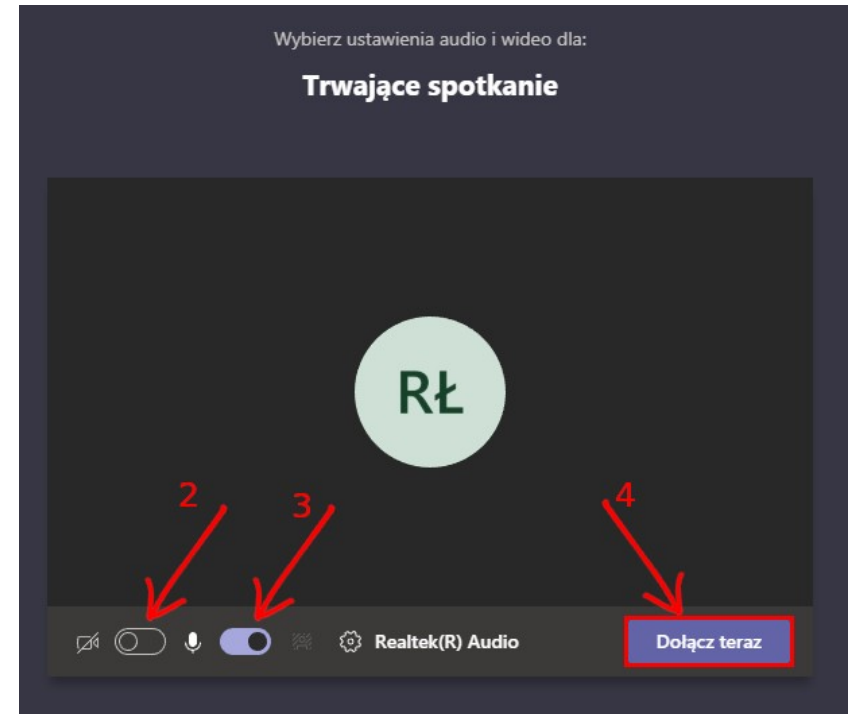 Wybierz ustawienia audio i wideo dla:
Trwające spotkanie
RŁ
2
3
4
Realtek(R) Audio
Dołącz teraz